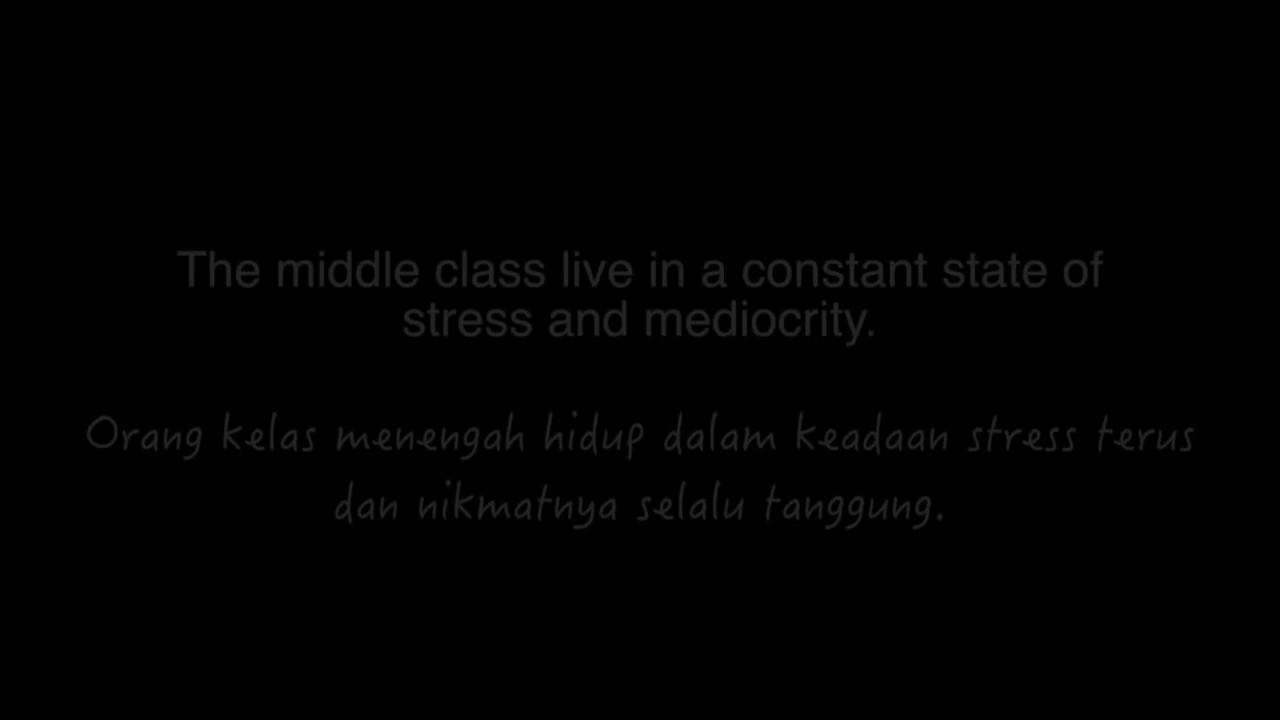 The middle class live in a constant state of
stress and mediocrity.
Orang kelas menengah hidup dalam keadaan stress terus
dan nikmatnya selalu tanggung.